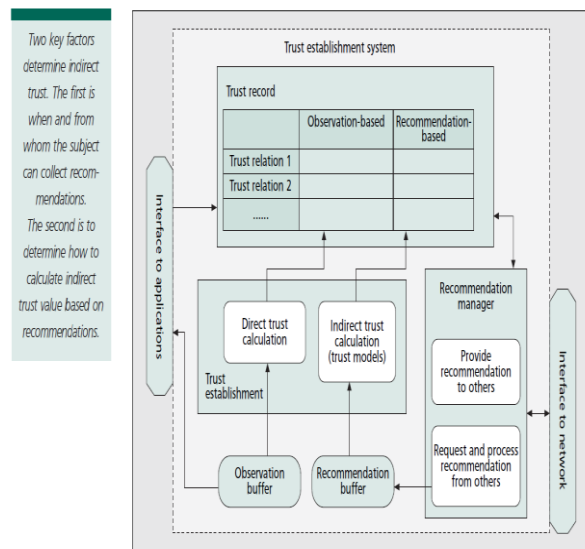 Two key factors
determine indirect
trust. The first is
when and from
whom the subject
can collect recom-
mendations.
The second is to
determine how to
calculate indirect
trust value based on
recommendations.
Trust establishment system
Trust record
Observation-based
Recommendation-
based
Trust relation 1
Trust relation 2
......
Interface to applications
Recommendation
manager
Direct trust
calculation
Indirect trust
calculation
(trust models)
Trust
establishment
Provide
recommendation
to others
Request and process
recommendation
from others
Observation
buffer
Recommendation
buffer
Interface to network